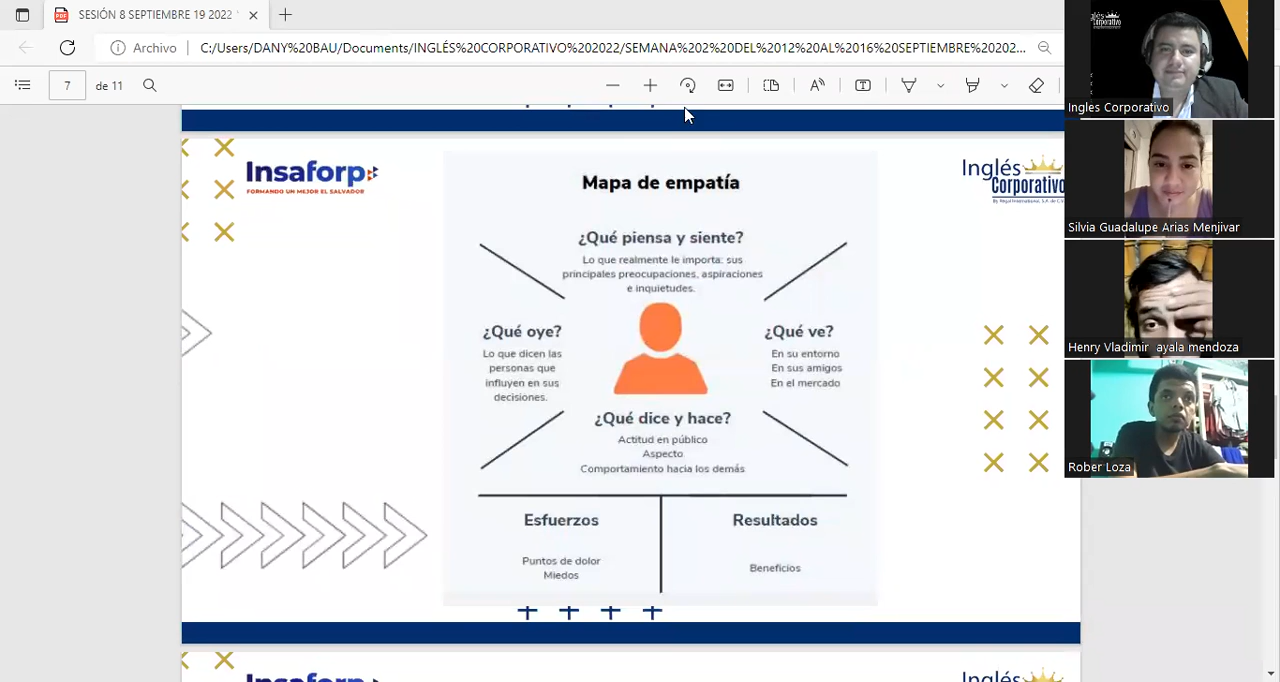 SESIÓN 8 SEPTIEMBRE 19 2022
Archivo
C:/Users/DANY%20BAU/Documents/INGLÉS%20CORPORATIVO%202022/SEMANA%202%20DEL%2012%20AL%2016%20SEPTIEMBRE%20202...
7
de 11
Insaforp
FORMANDO UN MEJOR EL SALVADOR
Inglés
Corporativo
Mapa de empatía
¿Qué piensa y siente?
Lo que realmente le importa: sus
principales preocupaciones, aspiraciones
e inquietudes.
¿Qué oye?
Lo que dicen las
personas que
influyen en sus
decisiones.
¿Qué ve?
En su entorno
En sus amigos
En el mercado
¿Qué dice y hace?
Actitud en público
Aspecto
Comportamiento hacia los demás
Esfuerzos
Puntos de dolor
Miedos
Resultados
Beneficios
Insaforp
Inglés
Ingles Corporativo
Silvia Guadalupe Arias Menjivar
Henry Vladimir ayala mendoza
Rober Loza